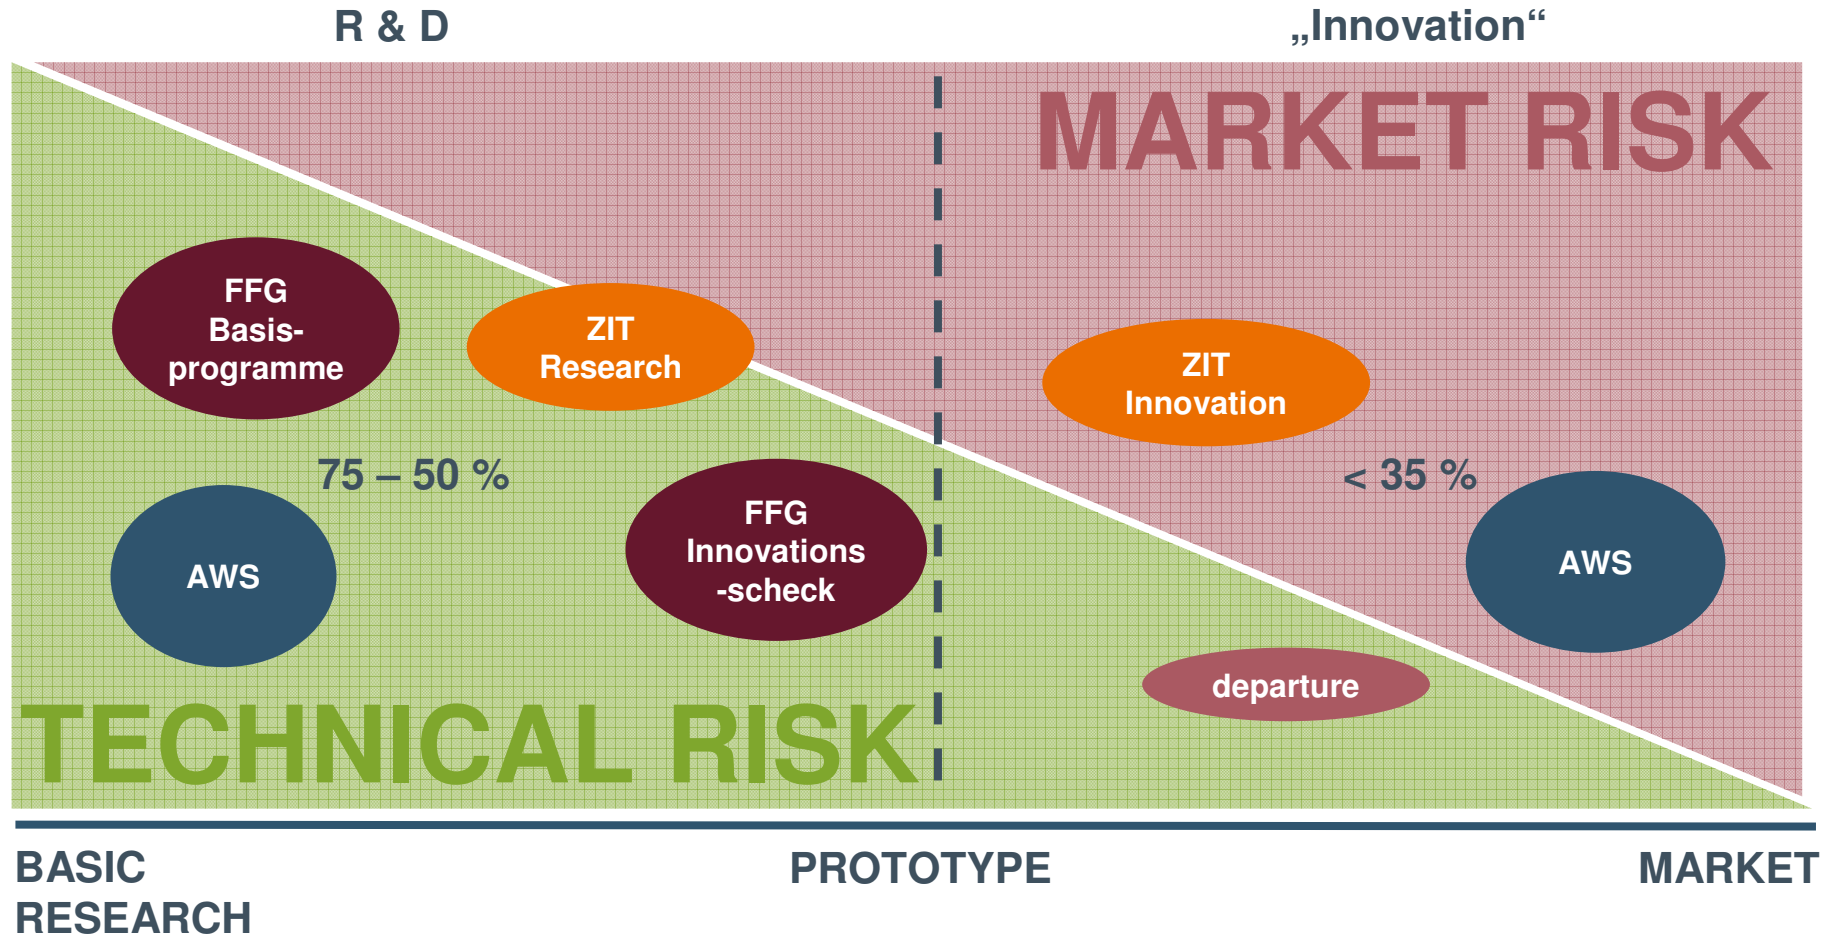 R & D
„Innovation“
MARKET RISK
FFG
Basis-
programme
ZIT
Research
ZIT
Innovation
75 – 50 %
< 35 %
AWS
FFG
Innovations
-scheck
AWS
departure
TECHNICAL RISK
BASIC
RESEARCH
PROTOTYPE
MARKET